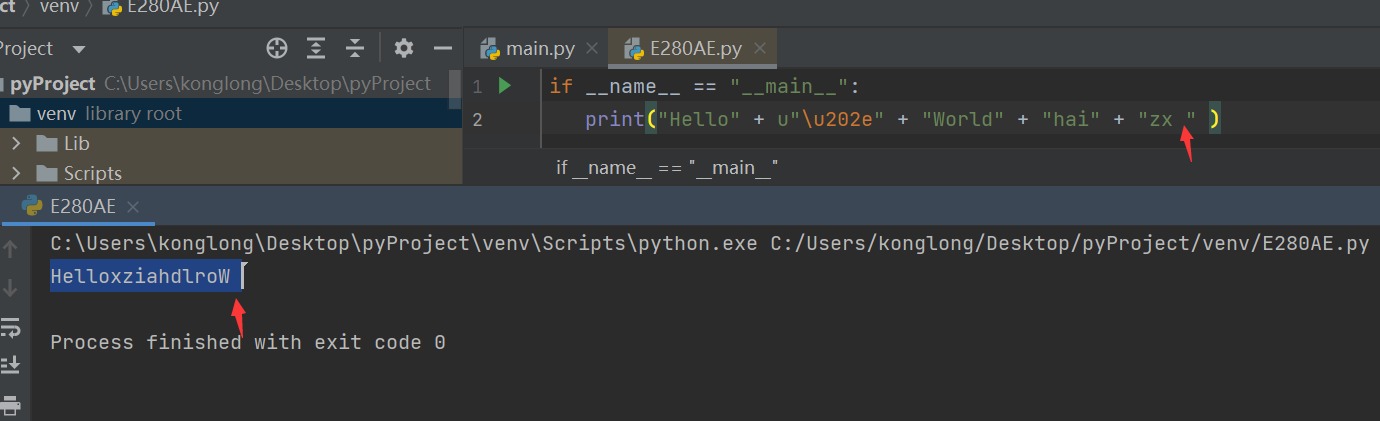 ct 〉 venv 〉 E280AE.py
Project
main.py × E280AE.py ×
pyProject C:\Users\konglong\Desktop\pyProject
venv library root
Lib
Scripts
1 if __name__ == "__main__":
2 print("Hello" + u"\u202e" + "World" + "hai" + "zx " )
if __name__ == "__main__"
E280AE ×
C:\Users\konglong\Desktop\pyProject\venv\Scripts\python.exe C:/Users/konglong/Desktop/pyProject/venv/E280AE.py
HelloxziahdlroW
Process finished with exit code 0